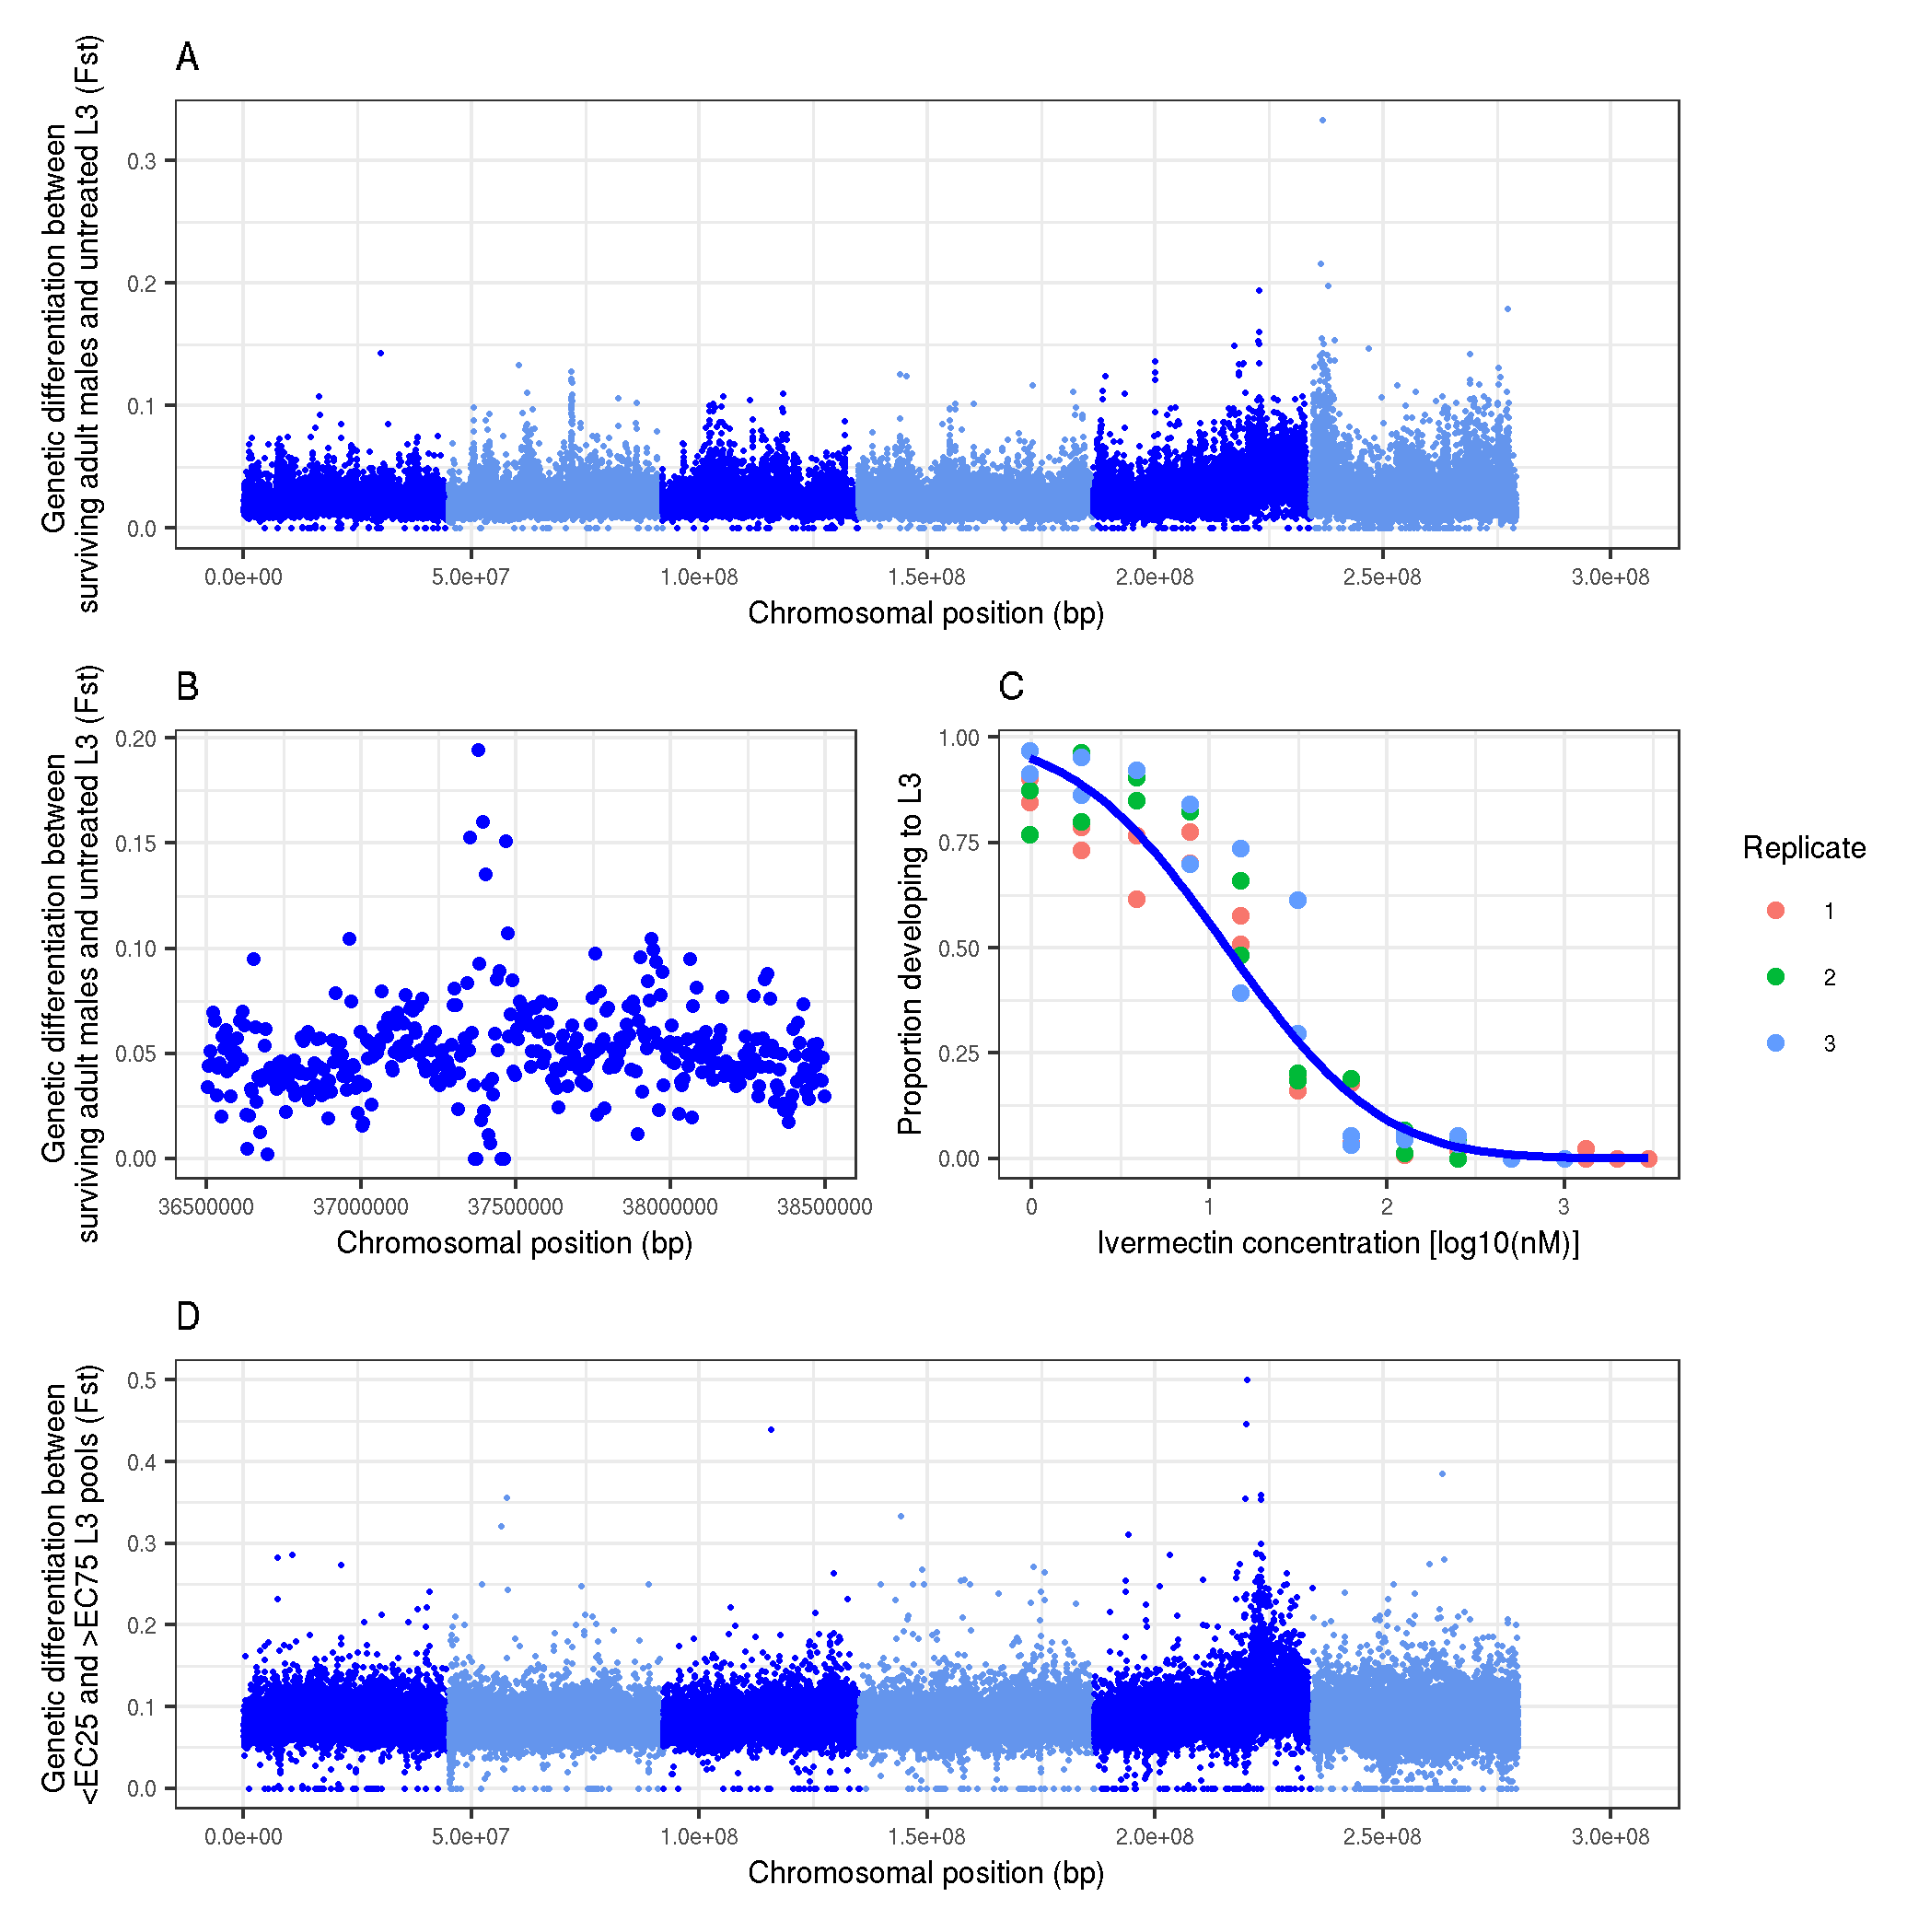 A
Genetic differentiation between
surviving adult males and untreated L3 (Fst)
0.3
0.2
0.1
0.0
0.0e+00 5.0e+07 1.0e+08 1.5e+08 2.0e+08 2.5e+08 3.0e+08
Chromosomal position (bp)
B
Genetic differentiation between
surviving adult males and untreated L3 (Fst)
0.20
0.15
0.10
0.05
0.00
36500000 37000000 37500000 38000000 38500000
Chromosomal position (bp)
C
Proportion developing to L3
1.00
0.75
0.50
0.25
0.00
0 1 2 3
Ivermectin concentration [log10(nM)]
Replicate
1
2
3
D
Genetic differentiation between
<EC25 and >EC75 L3 pools (Fst)
0.5
0.4
0.3
0.2
0.1
0.0
0.0e+00 5.0e+07 1.0e+08 1.5e+08 2.0e+08 2.5e+08 3.0e+08
Chromosomal position (bp)